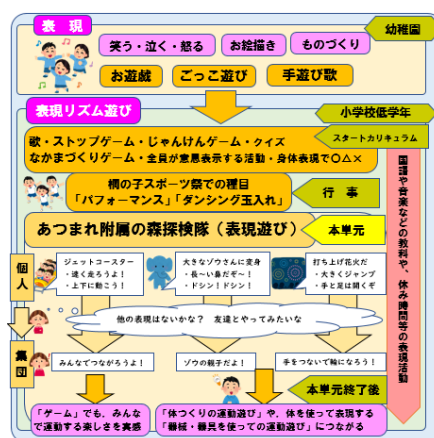 表 現
幼稚園
笑う・泣く・怒る
お絵描き
ものづくり
お遊戯
ごっこ遊び
手遊び歌
表現リズム遊び
小学校低学年
スタートカリキュラム
歌・ストップゲーム・じゃんけんゲーム・クイズ
なかまづくりゲーム・全員が意思表示する活動・身体表現で〇△×
桐の子スポーツ祭での種目
「パフォーマンス」「ダンシング玉入れ」
行 事
あつまれ附属の森探検隊(表現遊び)
本単元
国語や音楽などの教科や、休み時間等の表現活動
個人
ジェットコースター
・速く走ろうよ!
・上下に動こう!
大きなゾウさんに変身
・長~い鼻だぞ~!
・ドシン!ドシン!
打ち上げ花火だ
・大きくジャンプ
・手と足は開くぞ
他の表現はないかな? 友達とやってみたいな
集団
みんなでつながろうよ!
ゾウの親子だよ!
手をつないで輪になろう!
本単元終了後
「ゲーム」でも、みんな
で運動する楽しさを実感
「体つくりの運動遊び」や、体を使って表現する
「器械・器具を使っての運動遊び」につながる